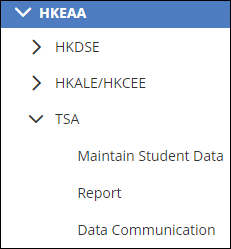 HKEAA
HKDSE
HKALE/HKCEE
TSA
Maintain Student Data
Report
Data Communication